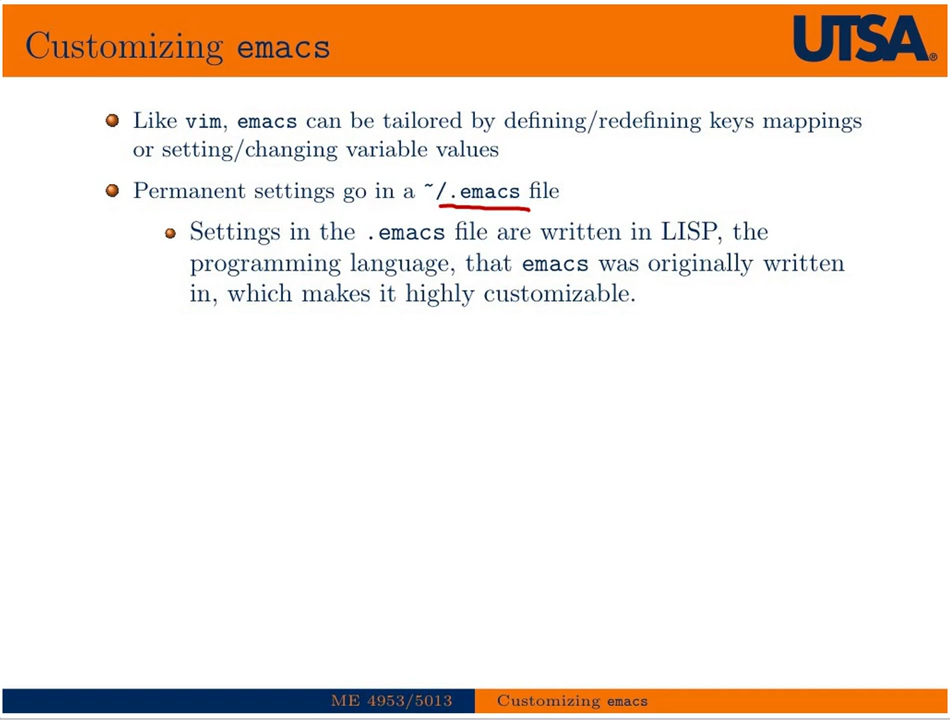 Customizing emacs
UTSA®
Like vim, emacs can be tailored by defining/redefining keys mappings
or setting/changing variable values
Permanent settings go in a ~/.emacs file
Settings in the .emacs file are written in LISP, the
programming language, that emacs was originally written
in, which makes it highly customizable.
ME 4953/5013 Customizing emacs